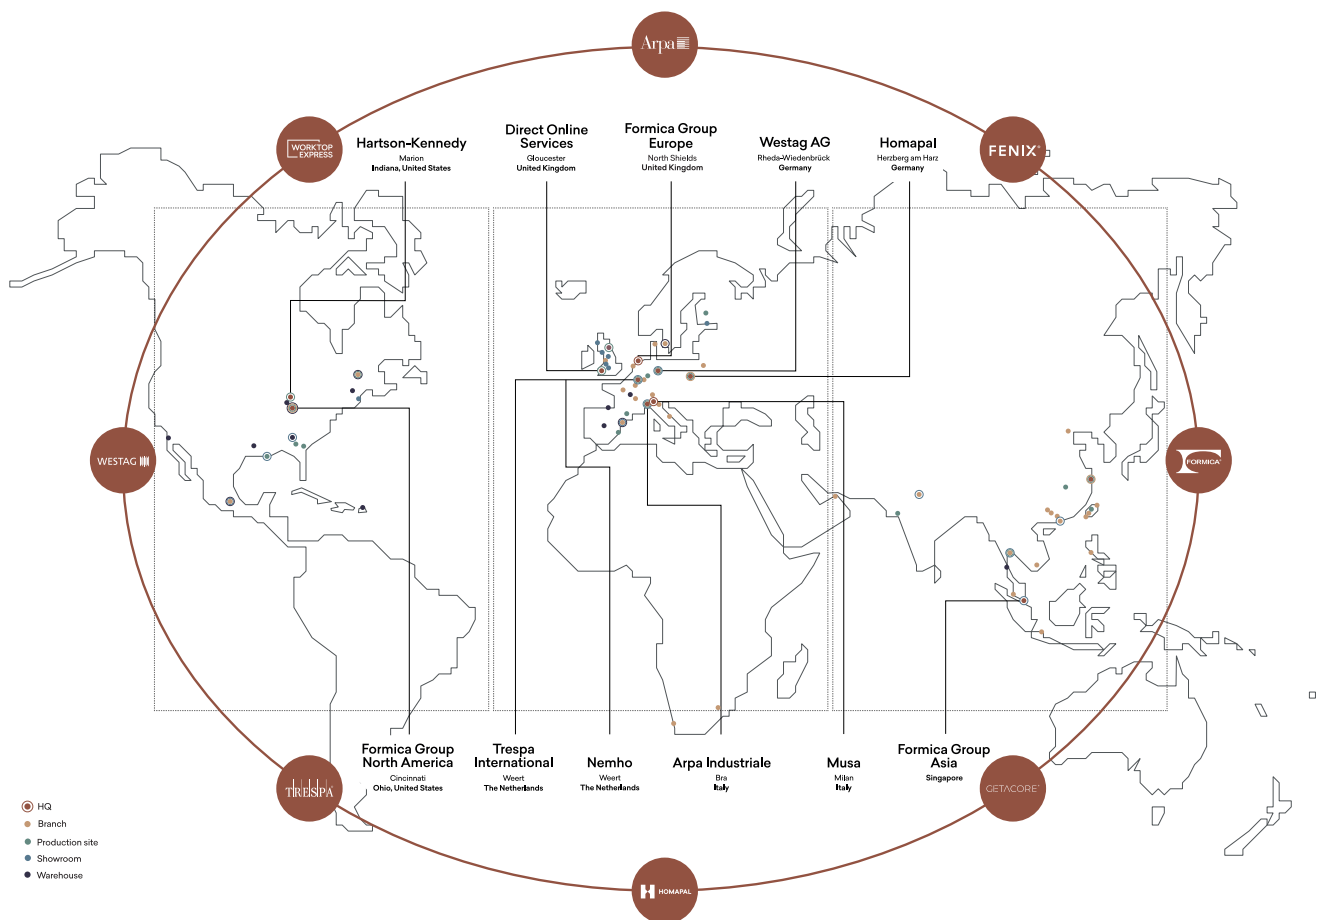 Arpa
WORKTOP
EXPRESS
FENIX
Hartson-Kennedy
Marion
Indiana, United States
Direct Online
Services
Gloucester
United Kingdom
Formica Group
Europe
North Shields
United Kingdom
Westag AG
Rheda-Wiedenbrück
Germany
Homapal
Herzberg am Harz
Germany
WESTAG
FORMICA®
Formica Group
North America
Cincinnati
Ohio, United States
Trespa
International
Weert
The Netherlands
Nemho
Weert
The Netherlands
Arpa Industriale
Bra
Italy
Musa
Milan
Italy
Formica Group
Asia
Singapore
TRESPA®
GETACORE®
HOMAPAL
HQ
Branch
Production site
Showroom
Warehouse